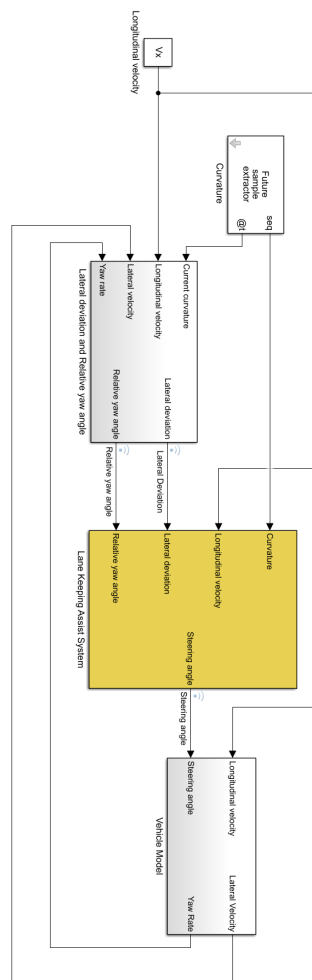 Vx
Longitudinal velocity
Future
sample
extractor
seq
@t
Curvature
Current curvature
Longitudinal velocity
Lateral velocity
Yaw rate
Lateral deviation
Relative yaw angle
Lateral deviation and Relative yaw angle
Lateral Deviation
Relative yaw angle
Curvature
Longitudinal velocity
Lateral deviation
Relative yaw angle
Steering angle
Lane Keeping Assist System
Steering angle
Longitudinal velocity
Steering angle
Lateral Velocity
Yaw Rate
Vehicle Model